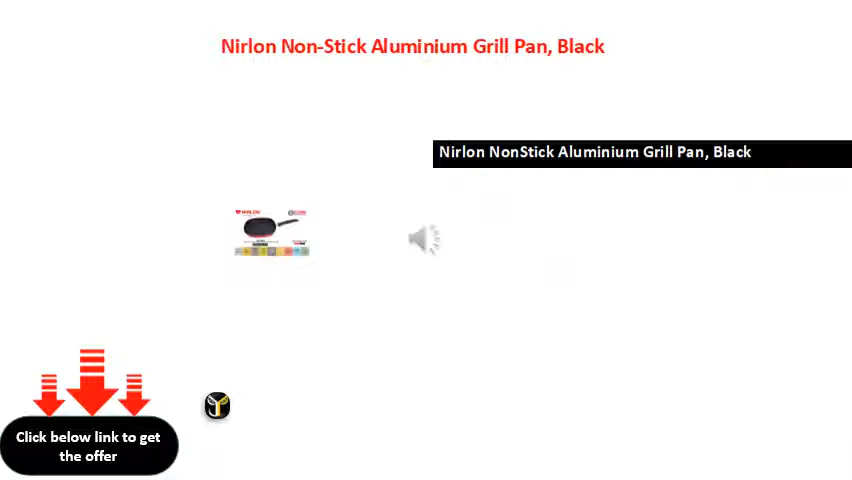 Nirlon Non-Stick Aluminium Grill Pan, Black
Nirlon NonStick Aluminium Grill Pan, Black
NIRLON
Click below link to get
the offer